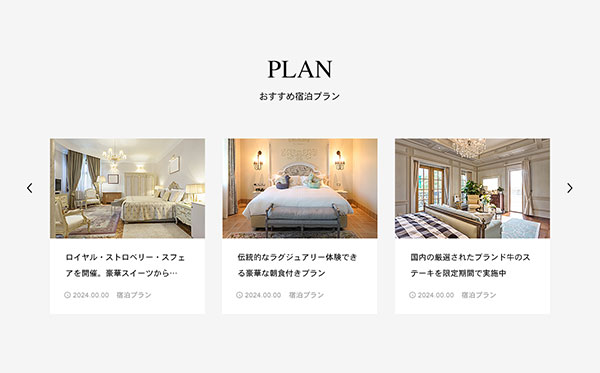 PLAN
おすすめ宿泊プラン
ロイヤル・ストロベリー・スフェ
アを開催。豪華スイーツから…
2024.00.00 宿泊プラン
伝統的なラグジュアリー体験でき
る豪華な朝食付きプラン
2024.00.00 宿泊プラン
国内の厳選されたブランド牛のス
テーキを限定期間で実施中
2024.00.00 宿泊プラン